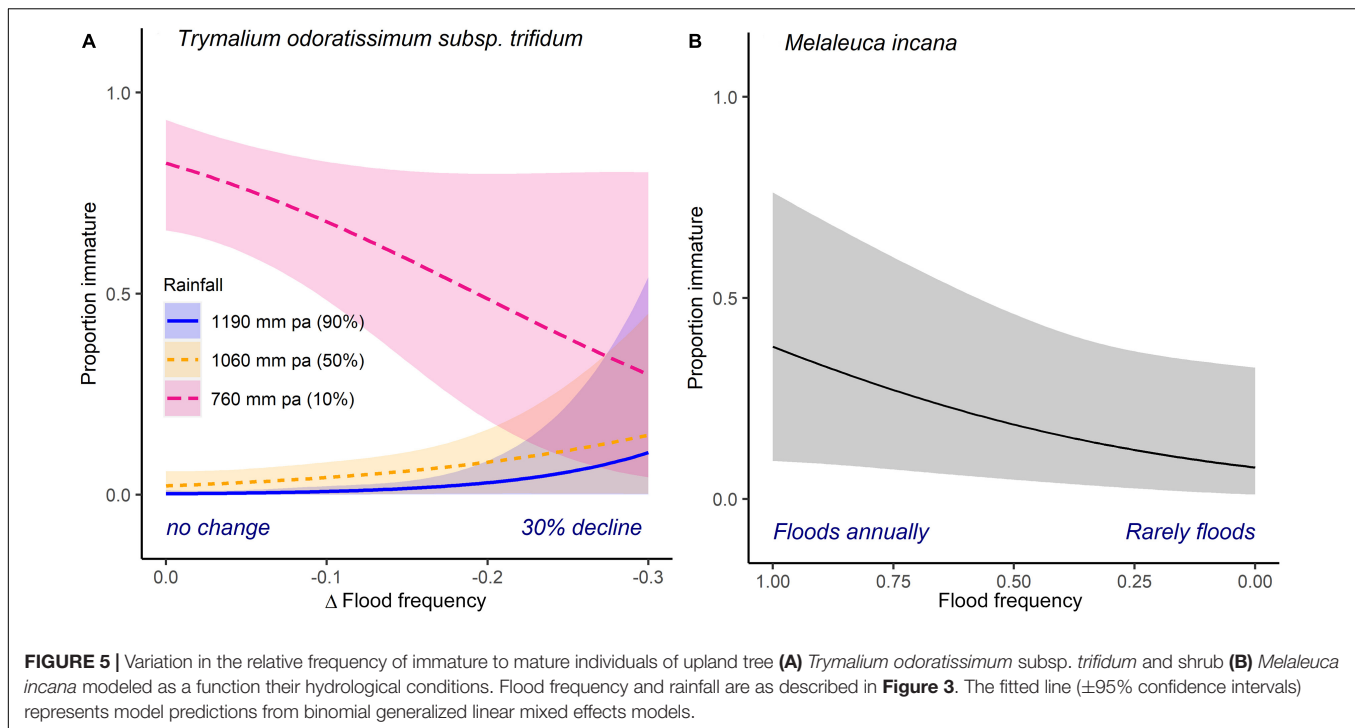 A
Trymalium odoratissimum subsp. trifidum
1.0
0.5
0.0
Proportion immature
Rainfall
1190 mm pa (90%)
1060 mm pa (50%)
760 mm pa (10%)
no change
30% decline
0.0
-0.1
-0.2
-0.3
Δ Flood frequency
B
Melaleuca incana
1.0
0.5
0.0
Proportion immature
Floods annually
Rarely floods
1.00
0.75
0.50
0.25
0.00
Flood frequency
FIGURE 5 | Variation in the relative frequency of immature to mature individuals of upland tree (A) Trymalium odoratissimum subsp. trifidum and shrub (B) Melaleuca
incana modeled as a function their hydrological conditions. Flood frequency and rainfall are as described in Figure 3. The fitted line (±95% confidence intervals)
represents model predictions from binomial generalized linear mixed effects models.